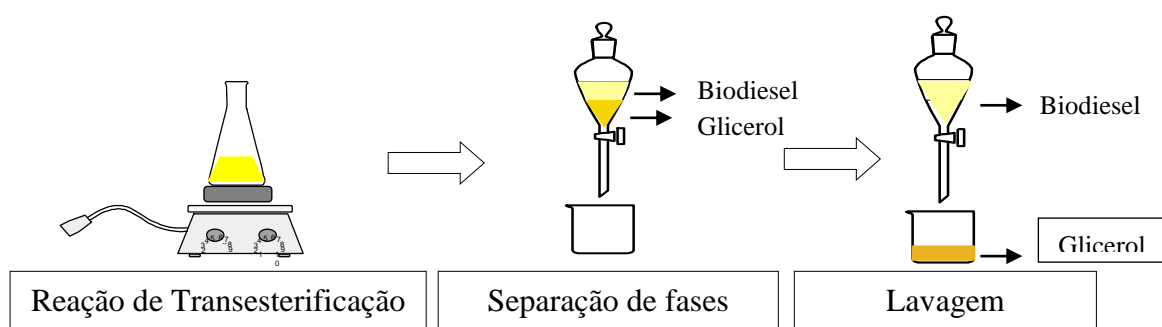 Biodiesel
Glicerol
Biodiesel
Glicerol
Reação de Transesterificação
Separação de fases
Lavagem